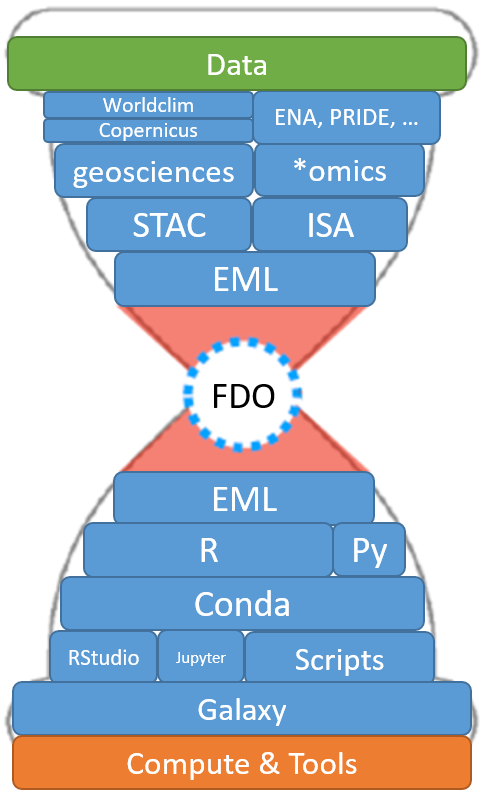 Data
Worldclim
Copernicus
ENA, PRIDE, ...
geosciences
*omics
STAC
ISA
EML
FDO
EML
R
Py
Conda
RStudio
Jupyter
Scripts
Galaxy
Compute & Tools